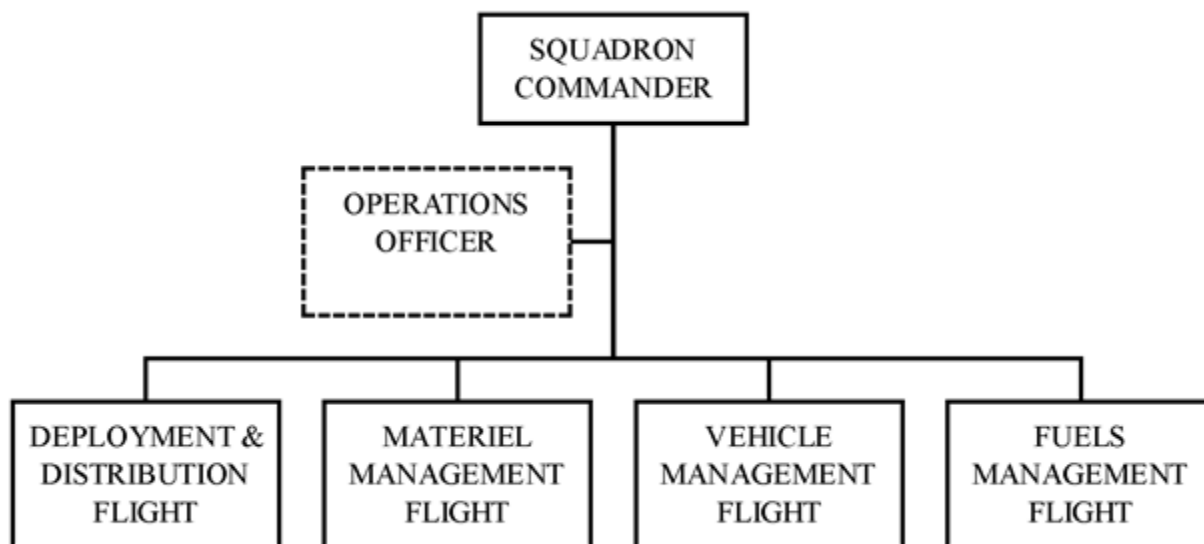 SQUADRON
COMMANDER
OPERATIONS
OFFICER
DEPLOYMENT &
DISTRIBUTION
FLIGHT
MATERIEL
MANAGEMENT
FLIGHT
VEHICLE
MANAGEMENT
FLIGHT
FUELS
MANAGEMENT
FLIGHT